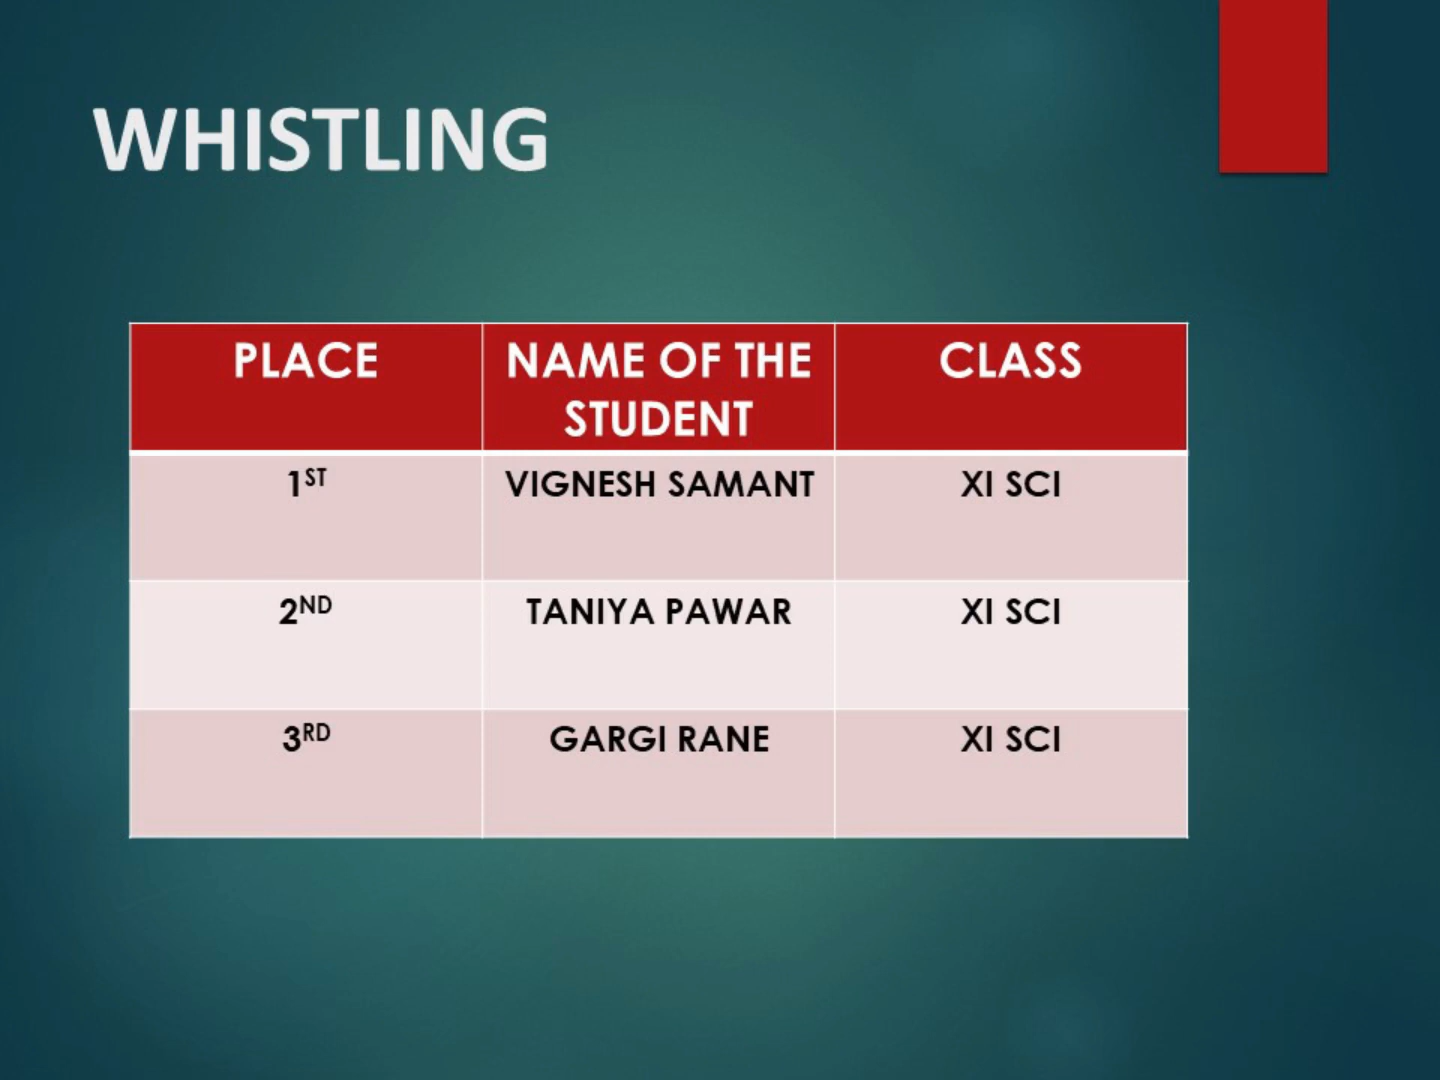 WHISTLING
PLACE
NAME OF THE
STUDENT
CLASS
1ST
VIGNESH SAMANT
XI SCI
2ND
TANIYA PAWAR
XI SCI
3RD
GARGI RANE
XI SCI